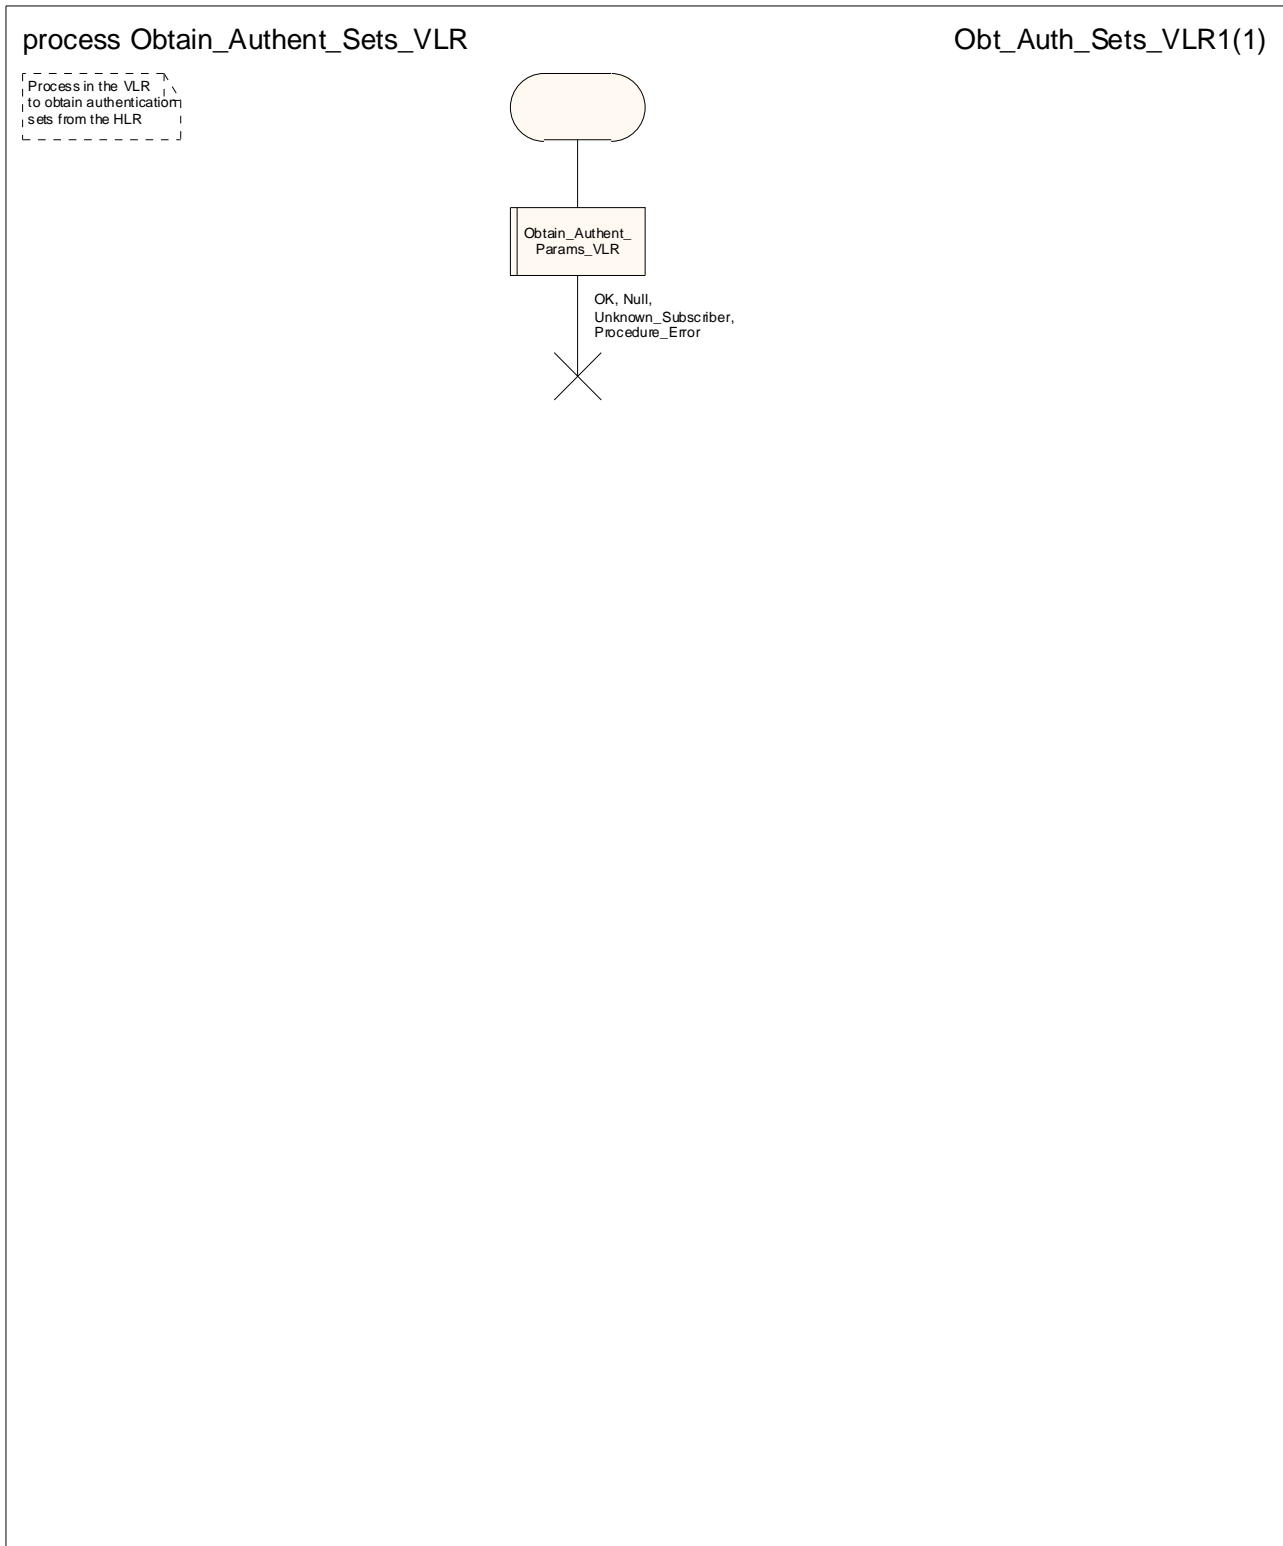 process Obtain_Authent_Sets_VLR
Obt_Auth_Sets_VLR1(1)
Process in the VLR
to obtain authentication
sets from the HLR
Obtain_Authent_
Params_VLR
OK, Null,
Unknown_Subscriber,
Procedure_Error